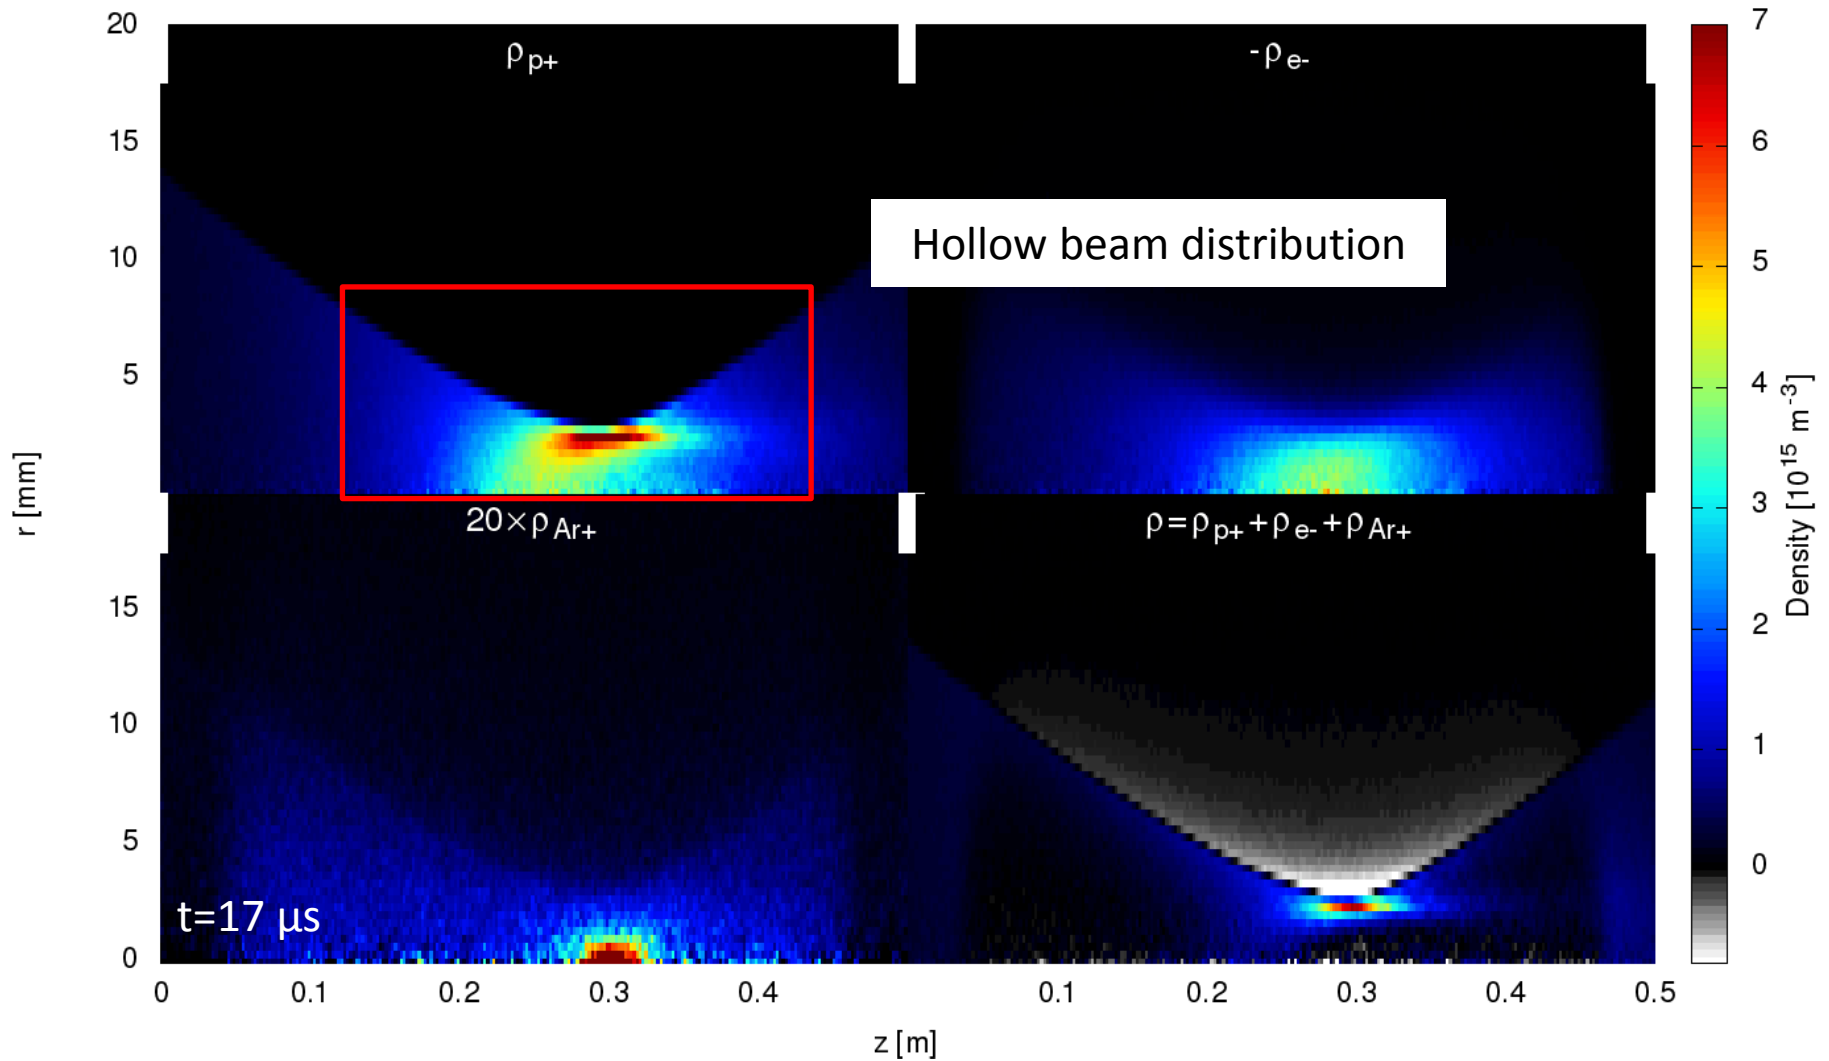 20
15
10
5
ρp+
-ρe-
Hollow beam distribution
20×ρAr+
ρ=ρp++ρe-+ρAr+
15
10
5
0
t=17 μs
r [mm]
0 0.1 0.2 0.3 0.4
0.1 0.2 0.3 0.4 0.5
z [m]
7
6
5
4
3
2
1
0
Density [10¹⁵ m⁻³]